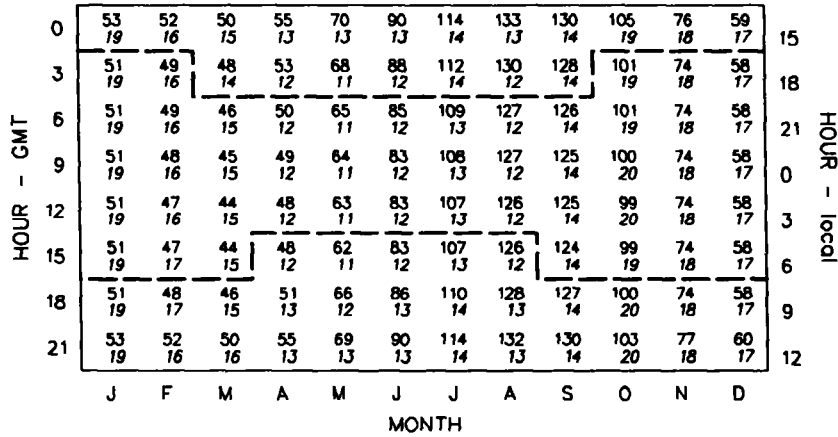 0 53 52 50 55 70 90 114 133 130 105 76 59
19 16 15 13 13 13 14 13 14 19 18 17 15
3 51 49 48 53 68 88 112 130 128 101 74 58
19 16 14 12 11 12 14 12 14 19 18 17 18
6 51 49 46 50 65 85 109 127 126 101 74 58
19 16 15 12 11 12 13 12 14 19 18 17 21
9 51 48 45 49 64 83 108 127 125 100 74 58
19 16 15 12 11 12 13 12 14 20 18 17 0
12 51 47 44 48 63 83 107 126 125 99 74 58
19 16 15 12 11 12 13 12 14 20 18 17 3
15 51 47 44 48 62 83 107 126 124 99 74 58
19 17 15 12 11 12 13 12 14 19 18 17 6
18 51 48 46 51 66 86 110 128 127 100 74 58
19 17 15 13 12 13 14 13 14 20 18 17 9
21 53 52 50 55 69 90 114 132 130 103 77 60
19 16 16 13 13 13 14 13 14 20 18 17 12
J F M A M J J A S O N D
MONTH
HOUR - GMT
HOUR - local